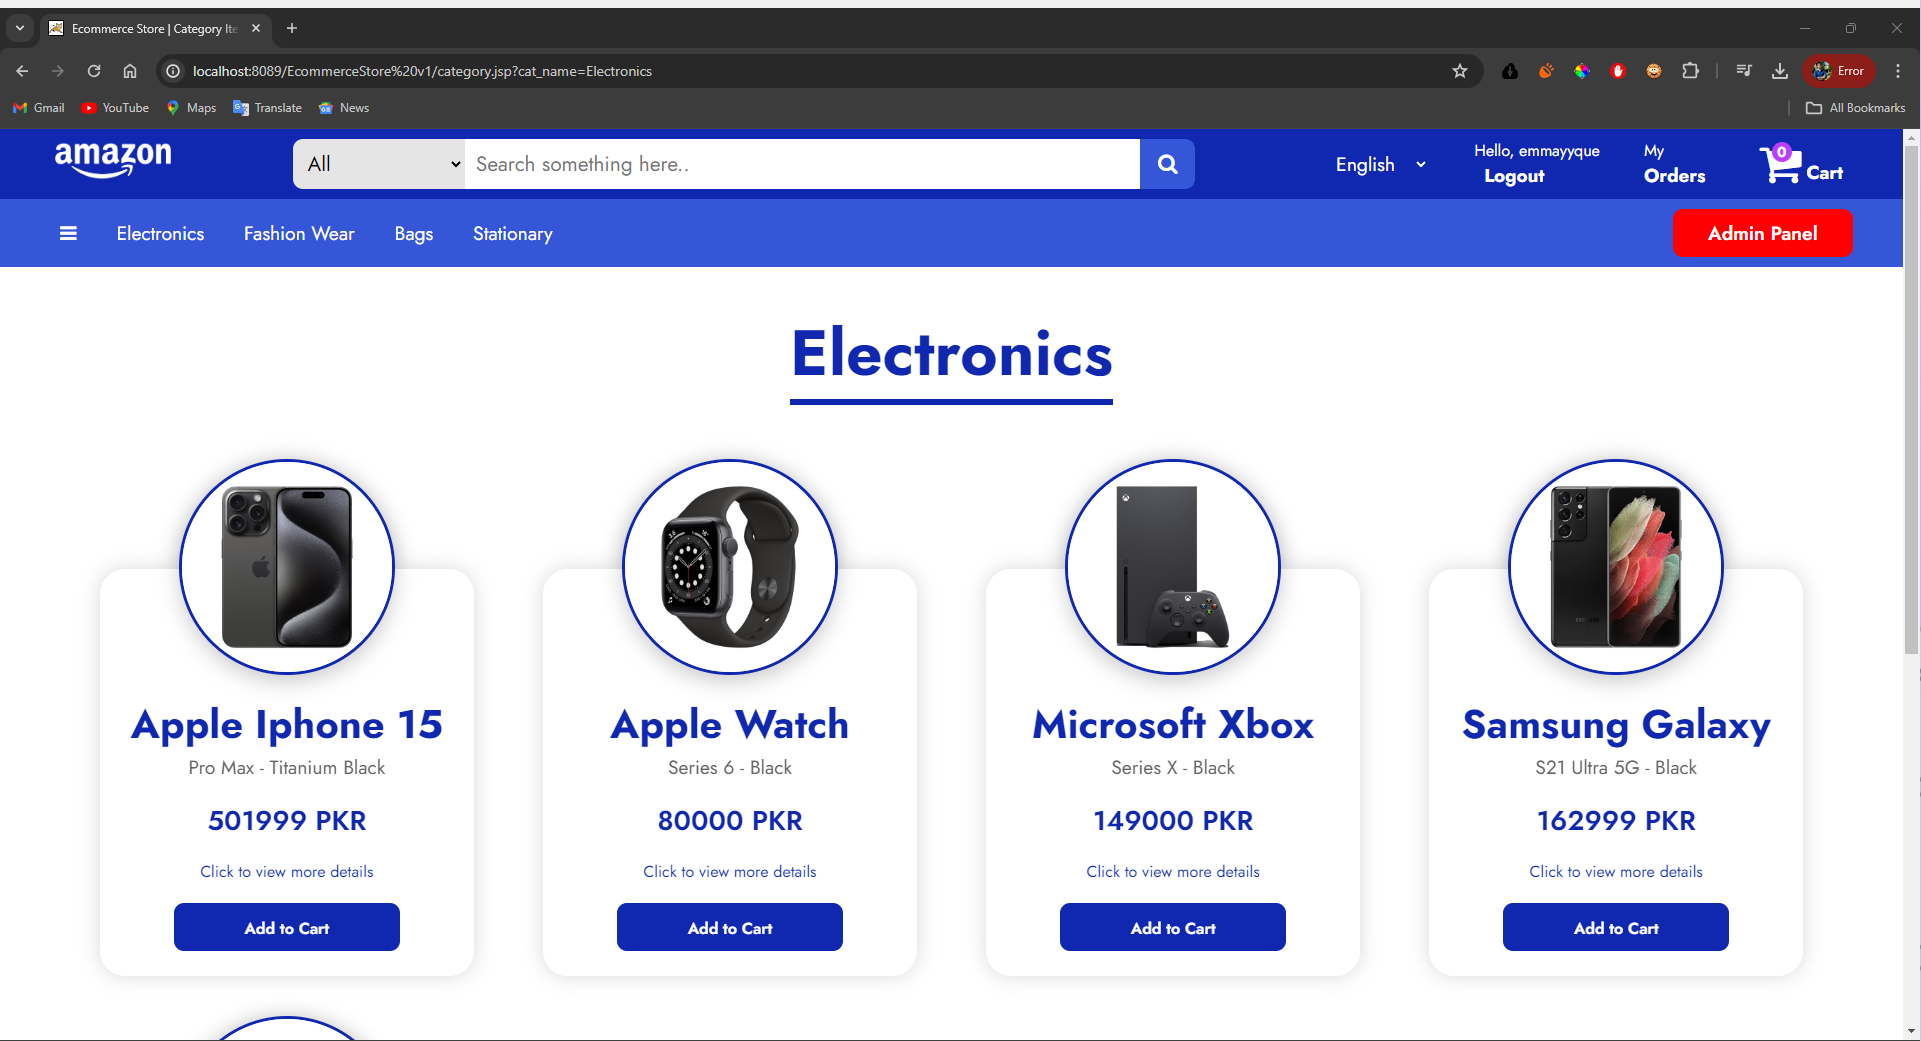 Ecommerce Store | Category Ite
localhost:8089/EcommerceStore%20v1/category.jsp?cat_name=Electronics
Error
Gmail YouTube Maps Translate News All Bookmarks
amazon
All Search something here..
English
Hello, emmayyque
Logout
My
Orders
0
Cart
Electronics Fashion Wear Bags Stationary Admin Panel
Electronics
Apple Iphone 15 Apple Watch Microsoft Xbox Samsung Galaxy
Pro Max - Titanium Black Series 6 - Black Series X - Black S21 Ultra 5G - Black
501999 PKR 80000 PKR 149000 PKR 162999 PKR
Click to view more details Click to view more details Click to view more details Click to view more details
Add to Cart Add to Cart Add to Cart Add to Cart